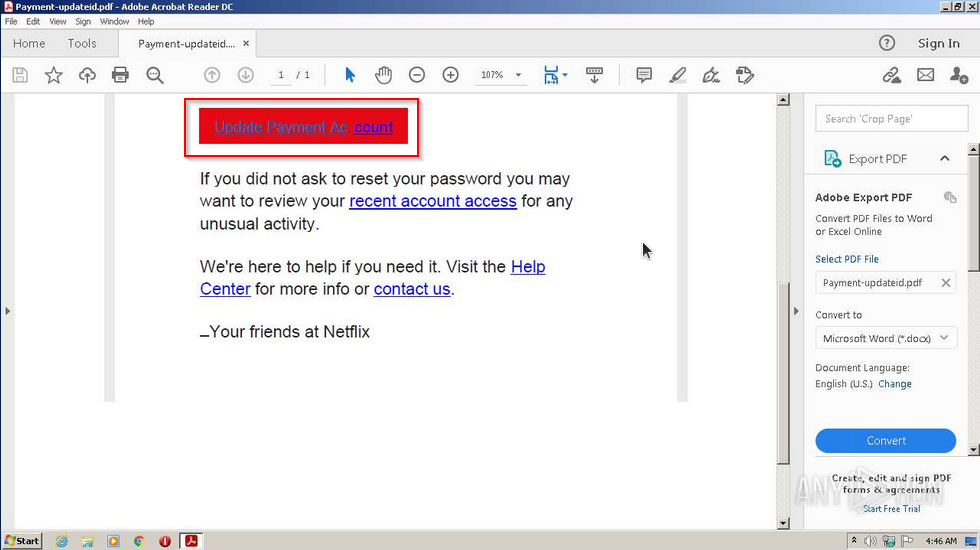 Payment-updateid.pdf - Adobe Acrobat Reader DC
File Edit View Sign Window Help
Home Tools Payment-updateid.... × Sign In
1 / 1 107%
Update Payment Ac count
If you did not ask to reset your password you may
want to review your recent account access for any
unusual activity.
We're here to help if you need it. Visit the Help
Center for more info or contact us.
–Your friends at Netflix
Search 'Crop Page'
Export PDF
Adobe Export PDF
Convert PDF Files to Word
or Excel Online
Select PDF File
Payment-updateid.pdf
Convert to
Microsoft Word (*.docx)
Document Language:
English (U.S.) Change
Convert
Create, edit and sign PDF
forms & agreements
Start Free Trial
ANY RUN
Start
4:46 AM